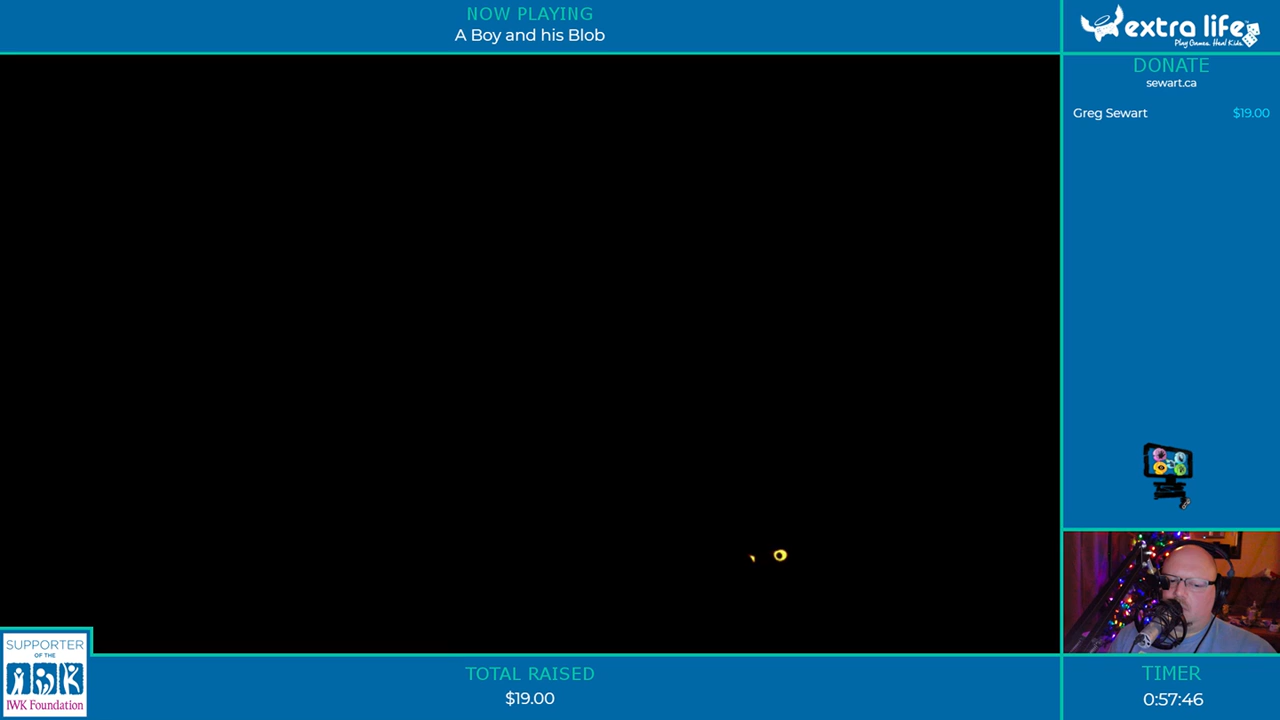 NOW PLAYING
A Boy and his Blob
extra life
Play Games. Heal Kids.
DONATE
sewart.ca
Greg Sewart $19.00
SUPPORTER
OF THE
IWK
IWK Foundation
TOTAL RAISED
$19.00
TIMER
0:57:46